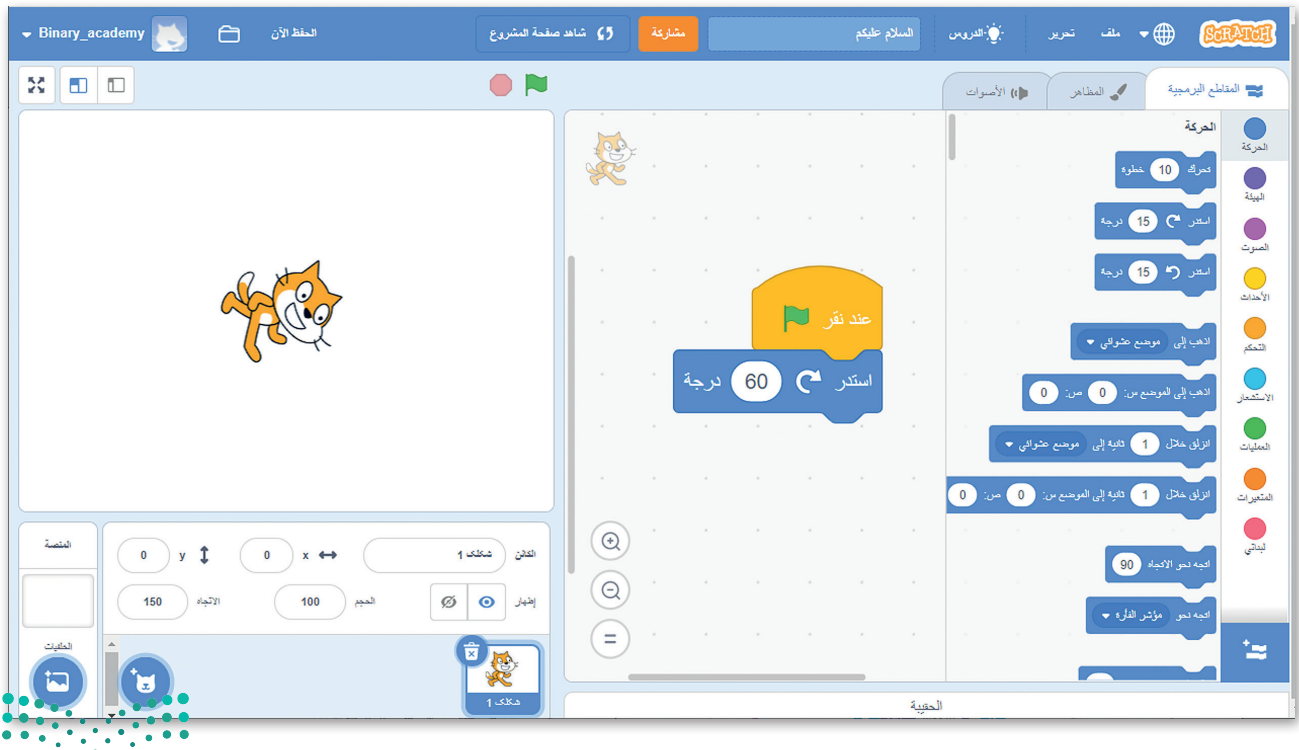 SCRATCH
ملف
تحرير
الدروس
السلام عليكم
مشاركة
شاهد صفحة المشروع
الحفظ الآن
Binary_academy
المقاطع البرمجية
المظاهر
الأصوات
الحركة
الهيئة
الصوت
الأحداث
التحكم
الاستشعار
العمليات
المتغيرات
لبناتي
الحركة
تحرك 10 خطوة
استدر 15 درجة
استدر 15 درجة
اذهب إلى موضع عشوائي
اذهب إلى الموضع س: 0 ص: 0
انزلق خلال 1 ثانية إلى موضع عشوائي
انزلق خلال 1 ثانية إلى الموضع س: 0 ص: 0
اتجه نحو الاتجاه 90
اتجه نحو مؤشر الفأرة
عند نقر
استدر 60 درجة
الحقيبة
الكائن شكلك 1
x 0
y 0
إظهار
الحجم 100
الاتجاه 150
شكلك 1
المنصة
الخلفيات